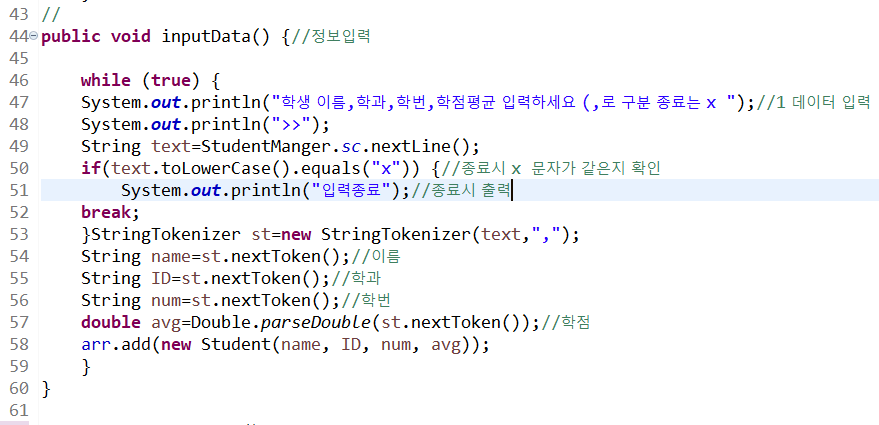 43 //
44 public void inputData() {//정보입력
45
46 while (true) {
47 System.out.println("학생 이름,학과,학번,학점평균 입력하세요 (,로 구분 종료는 x ");//1 데이터 입력
48 System.out.println(">>");
49 String text=StudentManger.sc.nextLine();
50 if(text.toLowerCase().equals("x")) {//종료시 x 문자가 같은지 확인
51 System.out.println("입력종료");//종료시 출력
52 break;
53 }StringTokenizer st=new StringTokenizer(text,",");
54 String name=st.nextToken();//이름
55 String ID=st.nextToken();//학과
56 String num=st.nextToken();//학번
57 double avg=Double.parseDouble(st.nextToken());//학점
58 arr.add(new Student(name, ID, num, avg));
59 }
60 }
61